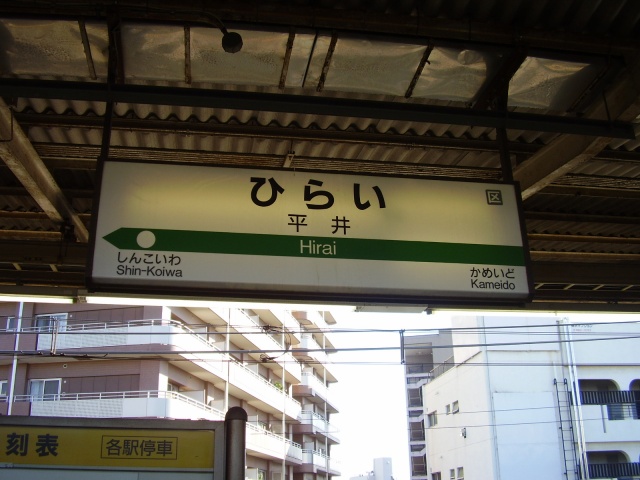 ひらい
区
平井
Hirai
しんこいわ
Shin-Koiwa
かめいど
Kameido
刻表
各駅停車